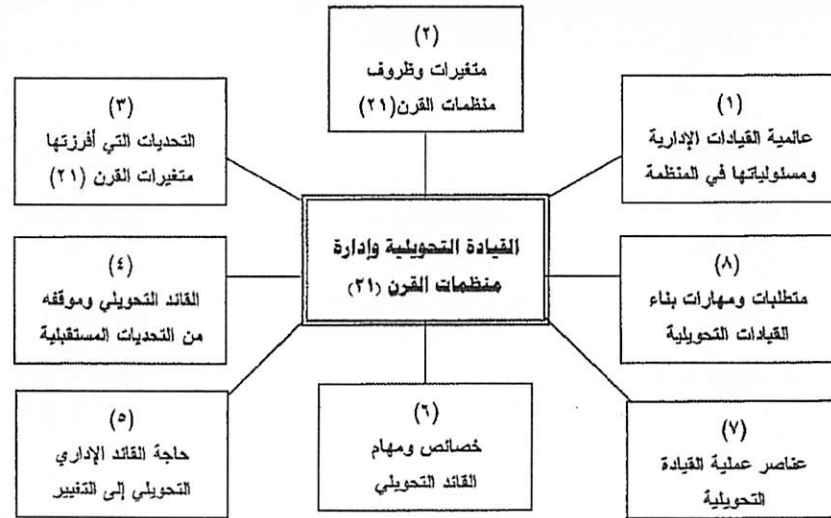 (٢)
متغيرات وظروف
منظمات القرن(٢١)
(١)
عالمية القيادات الإدارية
ومسئولياتها في المنظمة
(٣)
التحديات التي أفرزتها
متغيرات القرن (٢١)
القيادة التحويلية وإدارة
منظمات القرن (٢١)
(٨)
متطلبات ومهارات بناء
القيادات التحويلية
(٤)
القائد التحويلي وموقفه
من التحديات المستقبلية
(٧)
عناصر عملية القيادة
التحويلية
(٦)
خصائص ومهام
القائد التحويلي
(٥)
حاجة القائد الإداري
التحويلي إلى التغيير